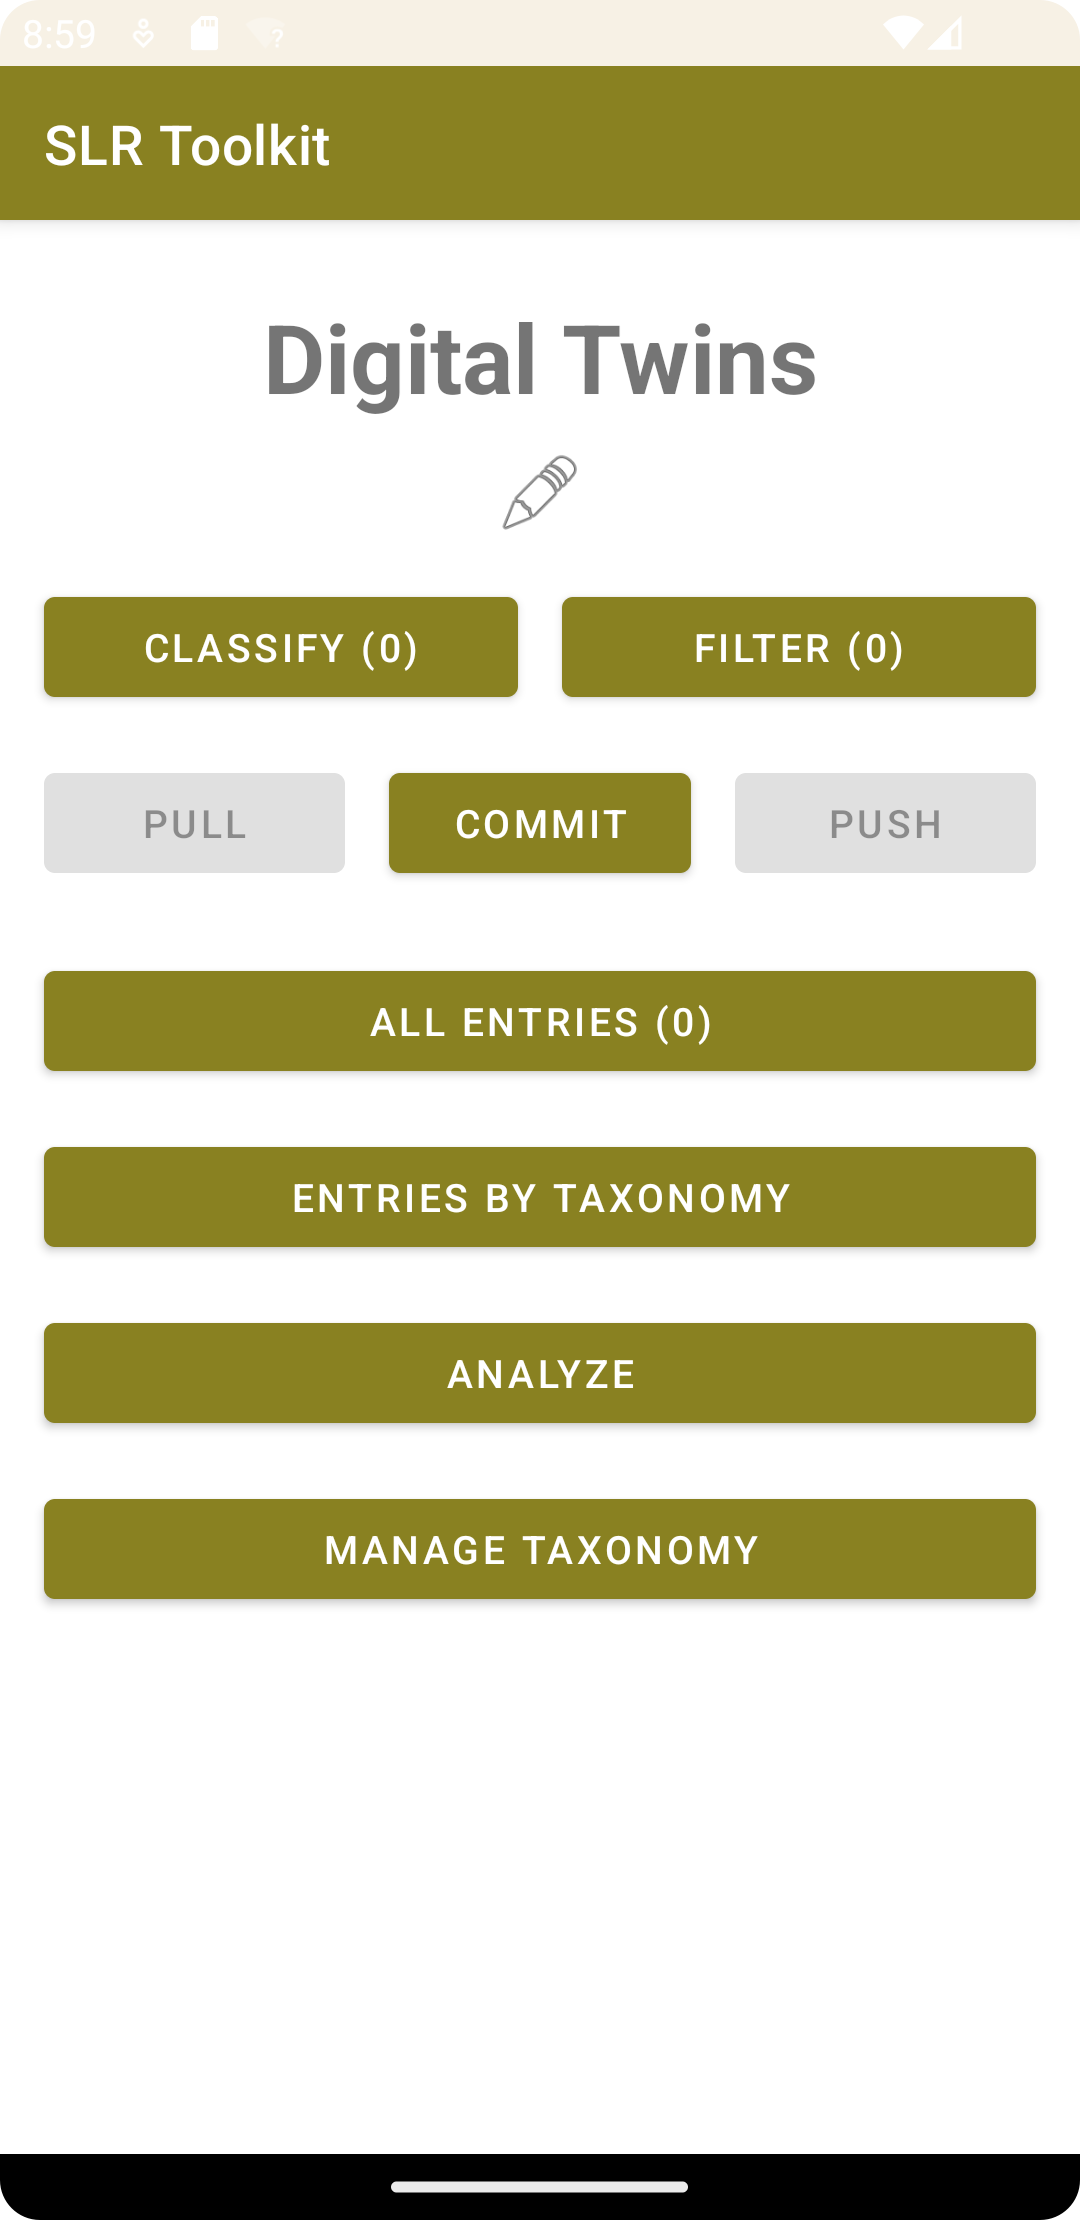 8:59
SLR Toolkit
Digital Twins
CLASSIFY (0)
FILTER (0)
PULL
COMMIT
PUSH
ALL ENTRIES (0)
ENTRIES BY TAXONOMY
ANALYZE
MANAGE TAXONOMY